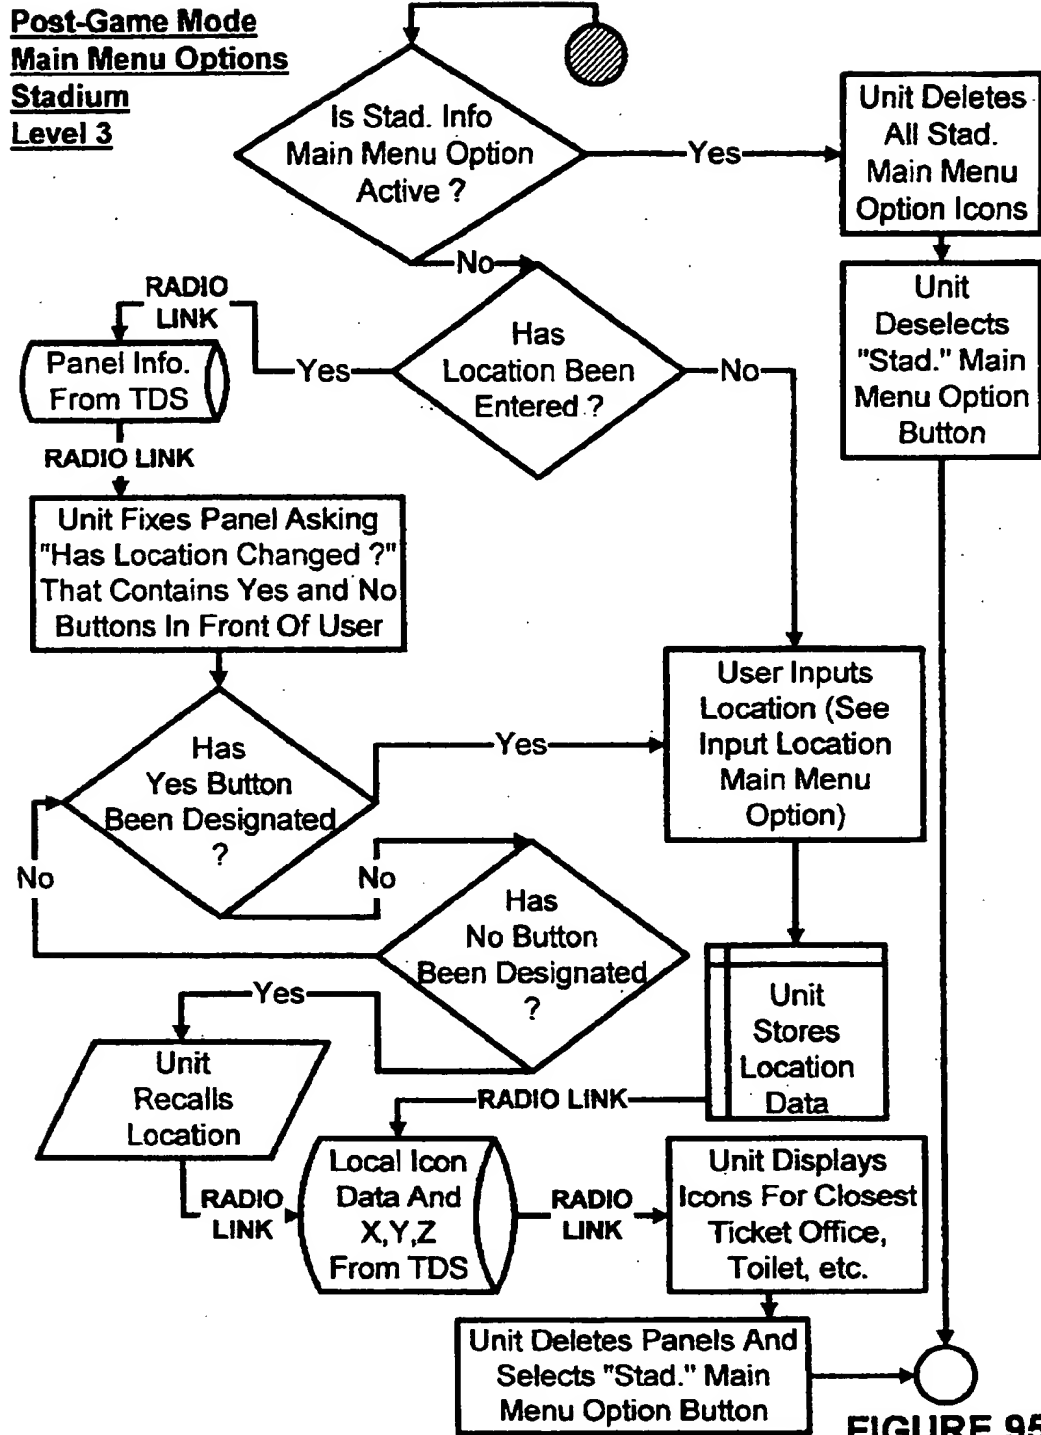 Post-Game Mode
Main Menu Options
Stadium
Level 3
Is Stad. Info
Main Menu Option
Active ?
Yes
Unit Deletes
All Stad.
Main Menu
Option Icons
No
Unit
Deselects
"Stad." Main
Menu Option
Button
Has
Location Been
Entered ?
Yes
No
RADIO
LINK
Panel Info.
From TDS
RADIO LINK
Unit Fixes Panel Asking
"Has Location Changed ?"
That Contains Yes and No
Buttons In Front Of User
Has
Yes Button
Been Designated
?
Yes
No
No
User Inputs
Location (See
Input Location
Main Menu
Option)
Has
No Button
Been Designated
?
Yes
Unit
Stores
Location
Data
Unit
Recalls
Location
RADIO LINK
RADIO
LINK
Local Icon
Data And
X,Y,Z
From TDS
RADIO
LINK
Unit Displays
Icons For Closest
Ticket Office,
Toilet, etc.
Unit Deletes Panels And
Selects "Stad." Main
Menu Option Button
FIGURE 95